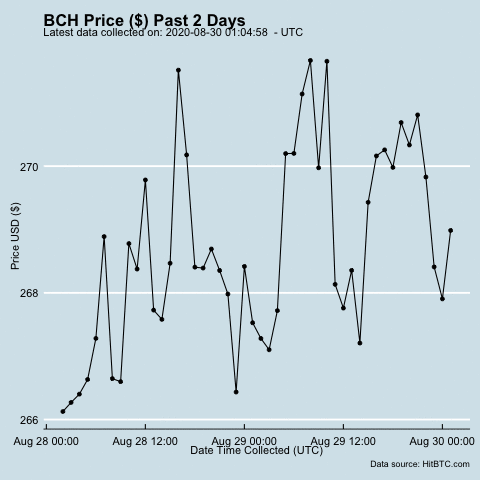 BCH Price ($) Past 2 Days
Latest data collected on: 2020-08-30 01:04:58 - UTC
270
268
266
Price USD ($)
Aug 28 00:00 Aug 28 12:00 Aug 29 00:00 Aug 29 12:00 Aug 30 00:00
Date Time Collected (UTC)
Data source: HitBTC.com